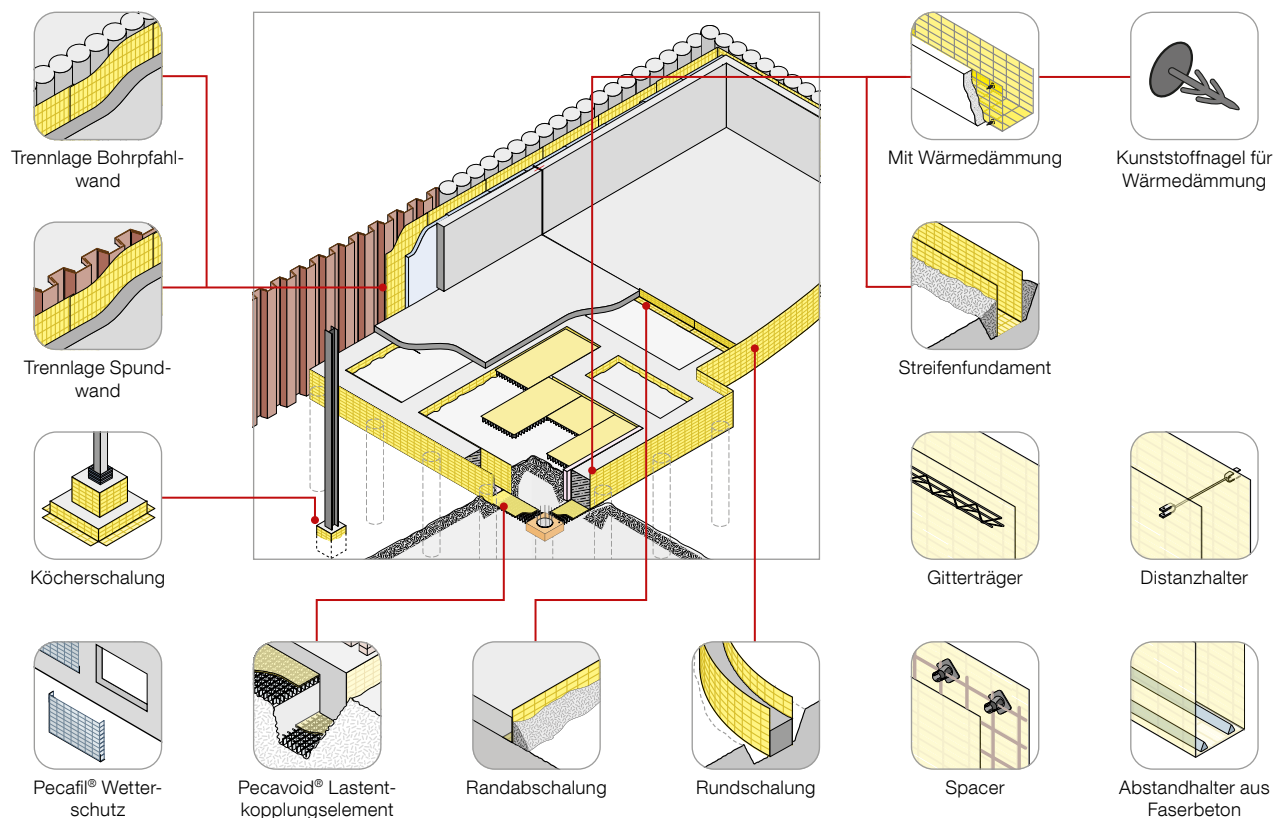 Trennlage Bohrpfahl-
wand
Mit Wärmedämmung
Kunststoffnagel für
Wärmedämmung
Trennlage Spund-
wand
Streifenfundament
Köcherschalung
Gitterträger
Distanzhalter
Pecafil® Wetter-
schutz
Pecavoid® Lastent-
kopplungselement
Randabschalung
Rundschalung
Spacer
Abstandhalter aus
Faserbeton